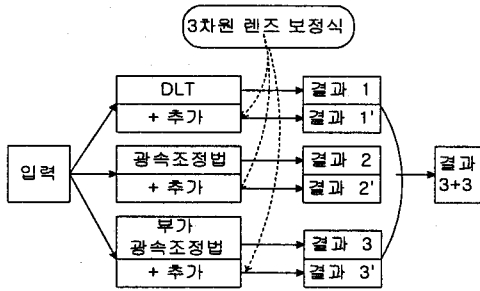 3차원 렌즈 보정식
DLT
+ 추가
결과 1
결과 1'
입력
광속조정법
+ 추가
결과 2
결과 2'
결과
3+3
부가
광속조정법
+ 추가
결과 3
결과 3'